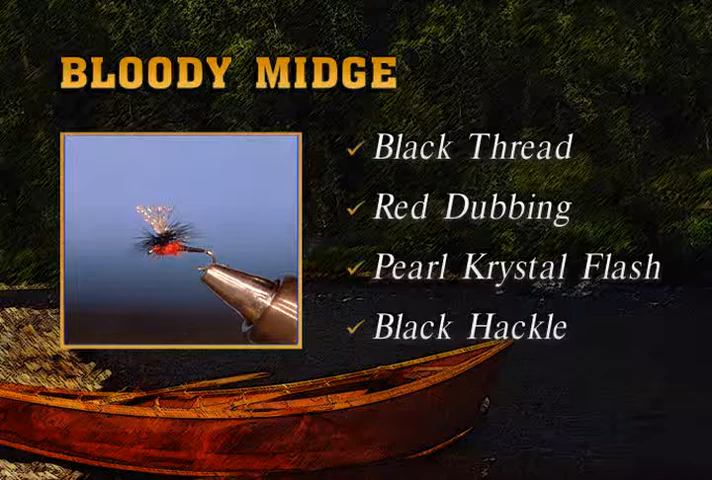 BLOODY MIDGE
Black Thread
Red Dubbing
Pearl Krystal Flash
Black Hackle